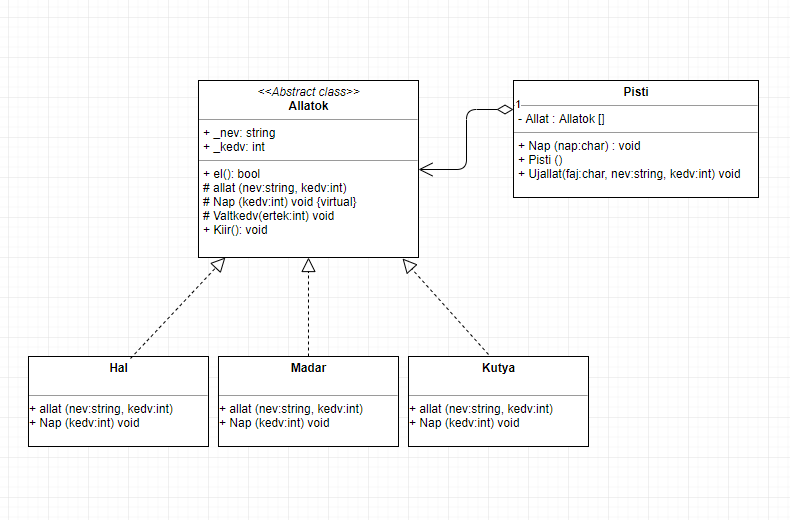 <<Abstract class>>
Allatok
+ _nev: string
+ _kedv: int
+ el(): bool
# allat (nev:string, kedv:int)
# Nap (kedv:int) void {virtual}
# Valtkedv(ertek:int) void
+ Kiir(): void
Pisti
1
- Allat : Allatok []
+ Nap (nap:char) : void
+ Pisti ()
+ Ujallat(faj:char, nev:string, kedv:int) void
Hal
+ allat (nev:string, kedv:int)
+ Nap (kedv:int) void
Madar
+ allat (nev:string, kedv:int)
+ Nap (kedv:int) void
Kutya
+ allat (nev:string, kedv:int)
+ Nap (kedv:int) void